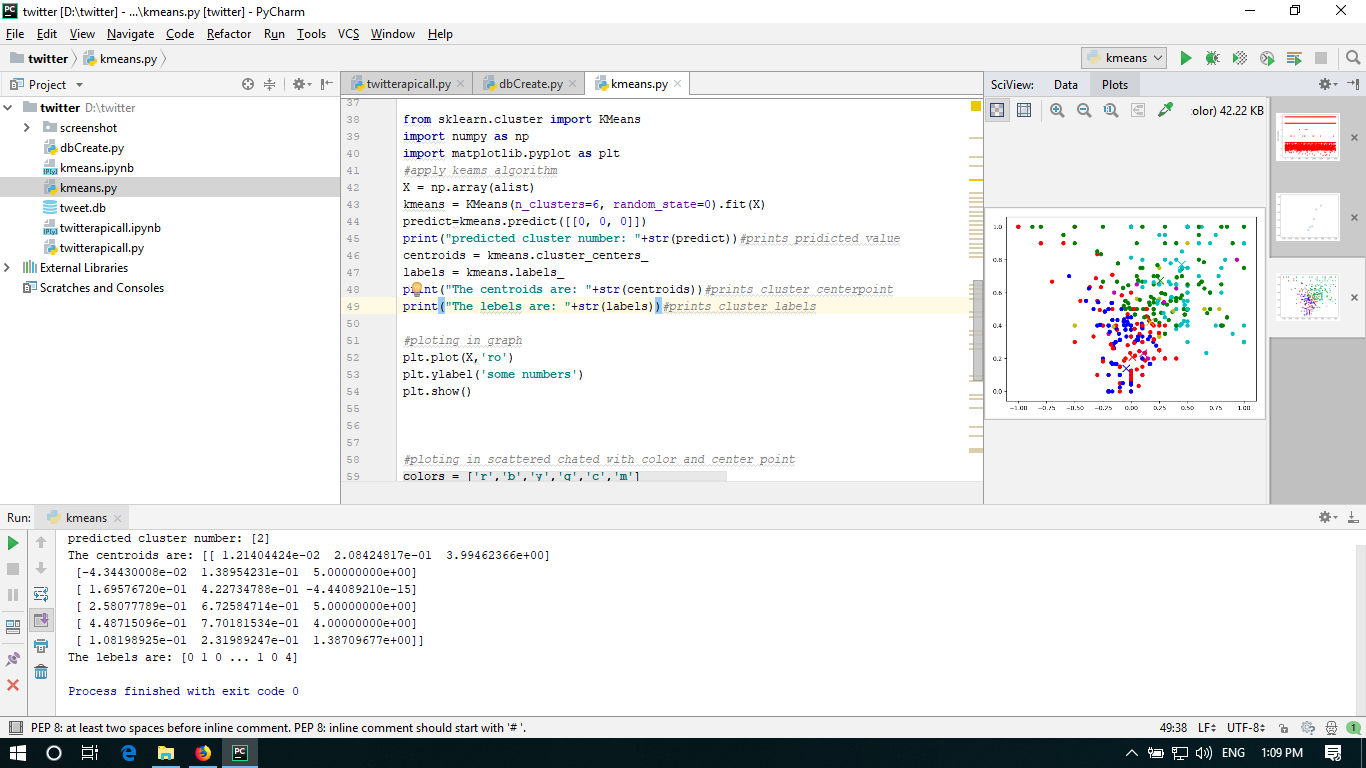 twitter [D:\twitter] - ...\kmeans.py [twitter] - PyCharm
File Edit View Navigate Code Refactor Run Tools VCS Window Help
twitter kmeans.py kmeans
Project twitterapicall.py dbCreate.py kmeans.py SciView: Data Plots
twitter D:\twitter
screenshot
dbCreate.py
kmeans.ipynb
kmeans.py
tweet.db
twitterapicall.ipynb
twitterapicall.py
External Libraries
Scratches and Consoles
37
38 from sklearn.cluster import KMeans
39 import numpy as np
40 import matplotlib.pyplot as plt
41 #apply keams algorithm
42 X = np.array(alist)
43 kmeans = KMeans(n_clusters=6, random_state=0).fit(X)
44 predict=kmeans.predict([[0, 0, 0]])
45 print("predicted cluster number: "+str(predict))#prints pridicted value
46 centroids = kmeans.cluster_centers_
47 labels = kmeans.labels_
48 print("The centroids are: "+str(centroids))#prints cluster centerpoint
49 print("The lebels are: "+str(labels))#prints cluster labels
50
51 #ploting in graph
52 plt.plot(X,'ro')
53 plt.ylabel('some numbers')
54 plt.show()
55
56
57
58 #ploting in scattered chated with color and center point
59 colors = ['r','b','y','g','c','m']
olor) 42.22 KB
1.0
0.8
0.6
0.4
0.2
0.0
−1.00 −0.75 −0.50 −0.25 0.00 0.25 0.50 0.75 1.00
Run: kmeans
predicted cluster number: [2]
The centroids are: [[ 1.21404424e-02 2.08424817e-01 3.99462366e+00]
[-4.34430008e-02 1.38954231e-01 5.00000000e+00]
[ 1.69576720e-01 4.22734788e-01 -4.44089210e-15]
[ 2.58077789e-01 6.72584714e-01 5.00000000e+00]
[ 4.48715096e-01 7.70181534e-01 4.00000000e+00]
[ 1.08198925e-01 2.31989247e-01 1.38709677e+00]]
The lebels are: [0 1 0 ... 1 0 4]
Process finished with exit code 0
PEP 8: at least two spaces before inline comment. PEP 8: inline comment should start with '# '. 49:38 LF UTF-8 1
ENG 1:09 PM